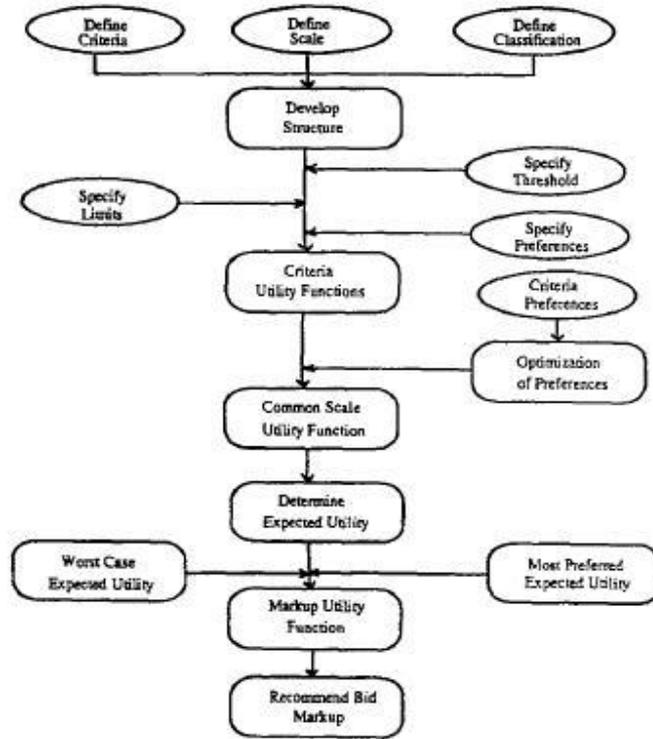 Define
Criteria
Define
Scale
Define
Classification
Develop
Structure
Specify
Threshold
Specify
Limits
Specify
Preferences
Criteria
Utility Functions
Criteria
Preferences
Optimization
of Preferences
Common Scale
Utility Function
Determine
Expected Utility
Worst Case
Expected Utility
Most Preferred
Expected Utility
Markup Utility
Function
Recommend Bid
Markup